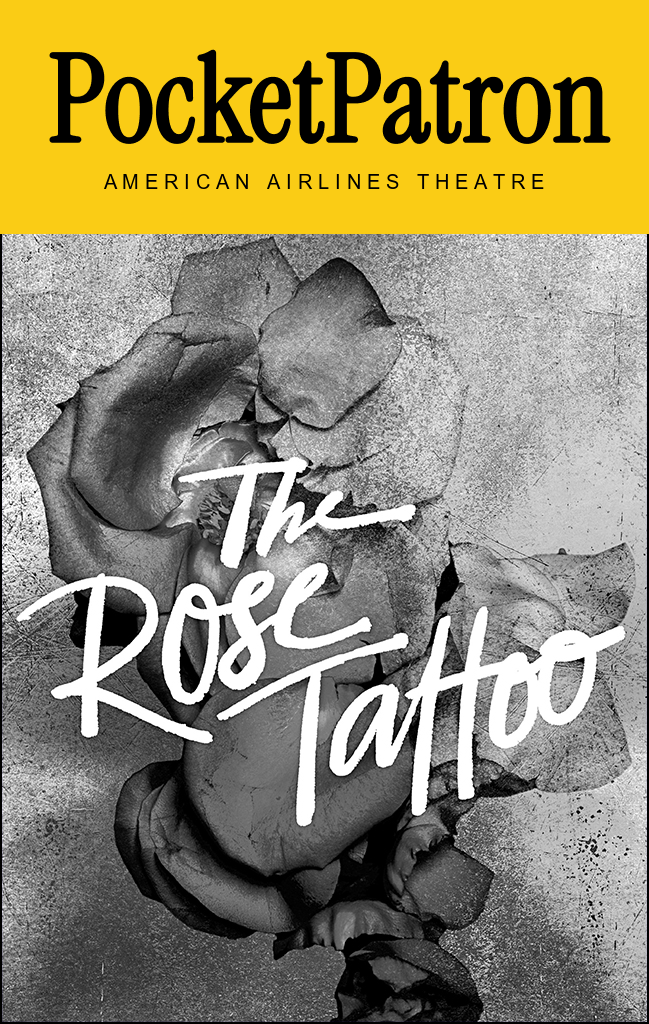 PocketPatron
AMERICAN AIRLINES THEATRE
The
Rose
Tattoo